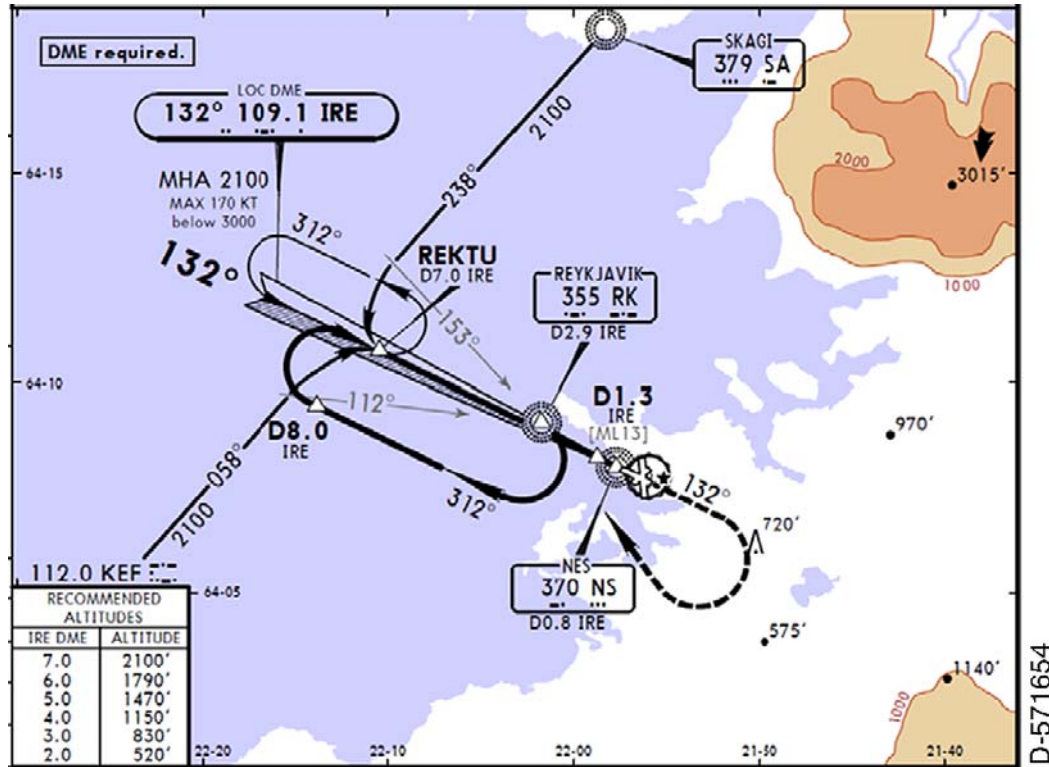 DME required.
SKAGI
379 SA
LOC DME
132° 109.1 IRE
2100
2000
3015'
64-15
MHA 2100
MAX 170 KT
below 3000
238°
312°
132°
REKTU
D7.0 IRE
1000
REYKJAVIK
355 RK
D2.9 IRE
153°
64-10
112°
D1.3
IRE
[ML13]
D8.0
IRE
970'
058°
312°
132°
2100
720'
112.0 KEF
64-05
NES
370 NS
D0.8 IRE
575'
1140'
1000
RECOMMENDED
ALTITUDES
IRE DME ALTITUDE
7.0 2100'
6.0 1790'
5.0 1470'
4.0 1150'
3.0 830'
2.0 520'
22-20
22-10
22-00
21-50
21-40
D-571654